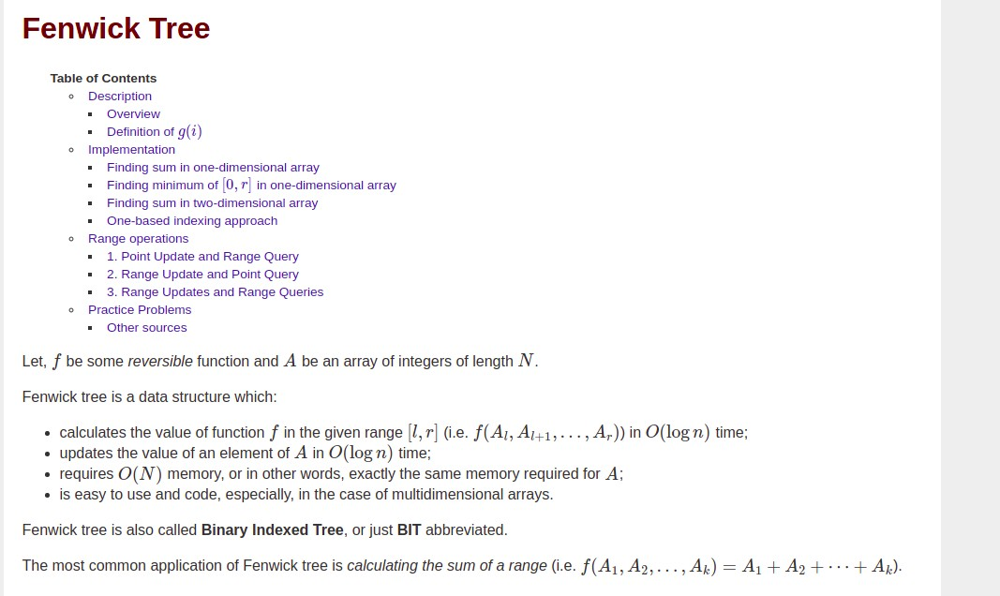 Fenwick Tree
Table of Contents
Description
Overview
Definition of g(i)
Implementation
Finding sum in one-dimensional array
Finding minimum of [0, r] in one-dimensional array
Finding sum in two-dimensional array
One-based indexing approach
Range operations
1. Point Update and Range Query
2. Range Update and Point Query
3. Range Updates and Range Queries
Practice Problems
Other sources
Let, f be some reversible function and A be an array of integers of length N.
Fenwick tree is a data structure which:
calculates the value of function f in the given range [l, r] (i.e. f(A_l, A_{l+1}, . . . , A_r)) in O(log n) time;
updates the value of an element of A in O(log n) time;
requires O(N) memory, or in other words, exactly the same memory required for A;
is easy to use and code, especially, in the case of multidimensional arrays.
Fenwick tree is also called Binary Indexed Tree, or just BIT abbreviated.
The most common application of Fenwick tree is calculating the sum of a range (i.e. f(A₁, A₂, . . . , A_k) = A₁ + A₂ + · · · + A_k).